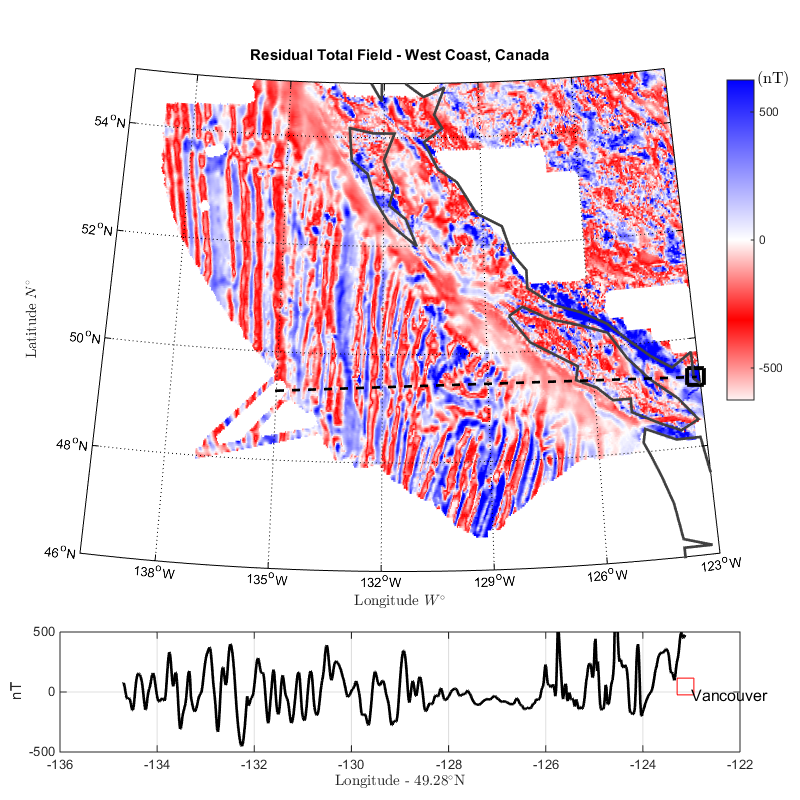 Residual Total Field - West Coast, Canada
(nT)
500
0
-500
54°N
52°N
50°N
48°N
46°N
Latitude N°
138°W
135°W
132°W
129°W
126°W
123°W
Longitude W°
500
0
-500
nT
Vancouver
-136
-134
-132
-130
-128
-126
-124
-122
Longitude - 49.28°N